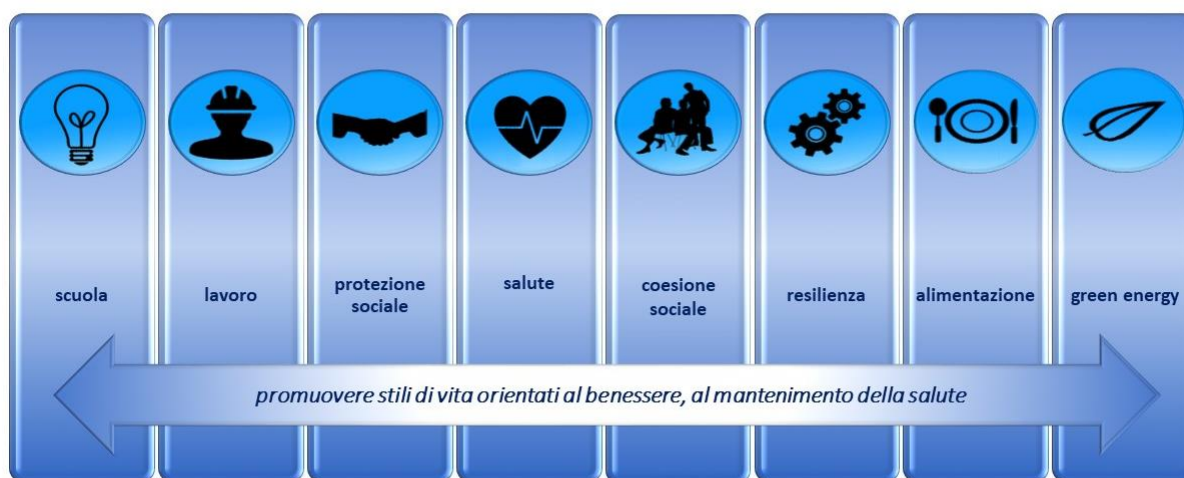 scuola
lavoro
protezione
sociale
salute
coesione
sociale
resilienza
alimentazione
green energy
promuovere stili di vita orientati al benessere, al mantenimento della salute